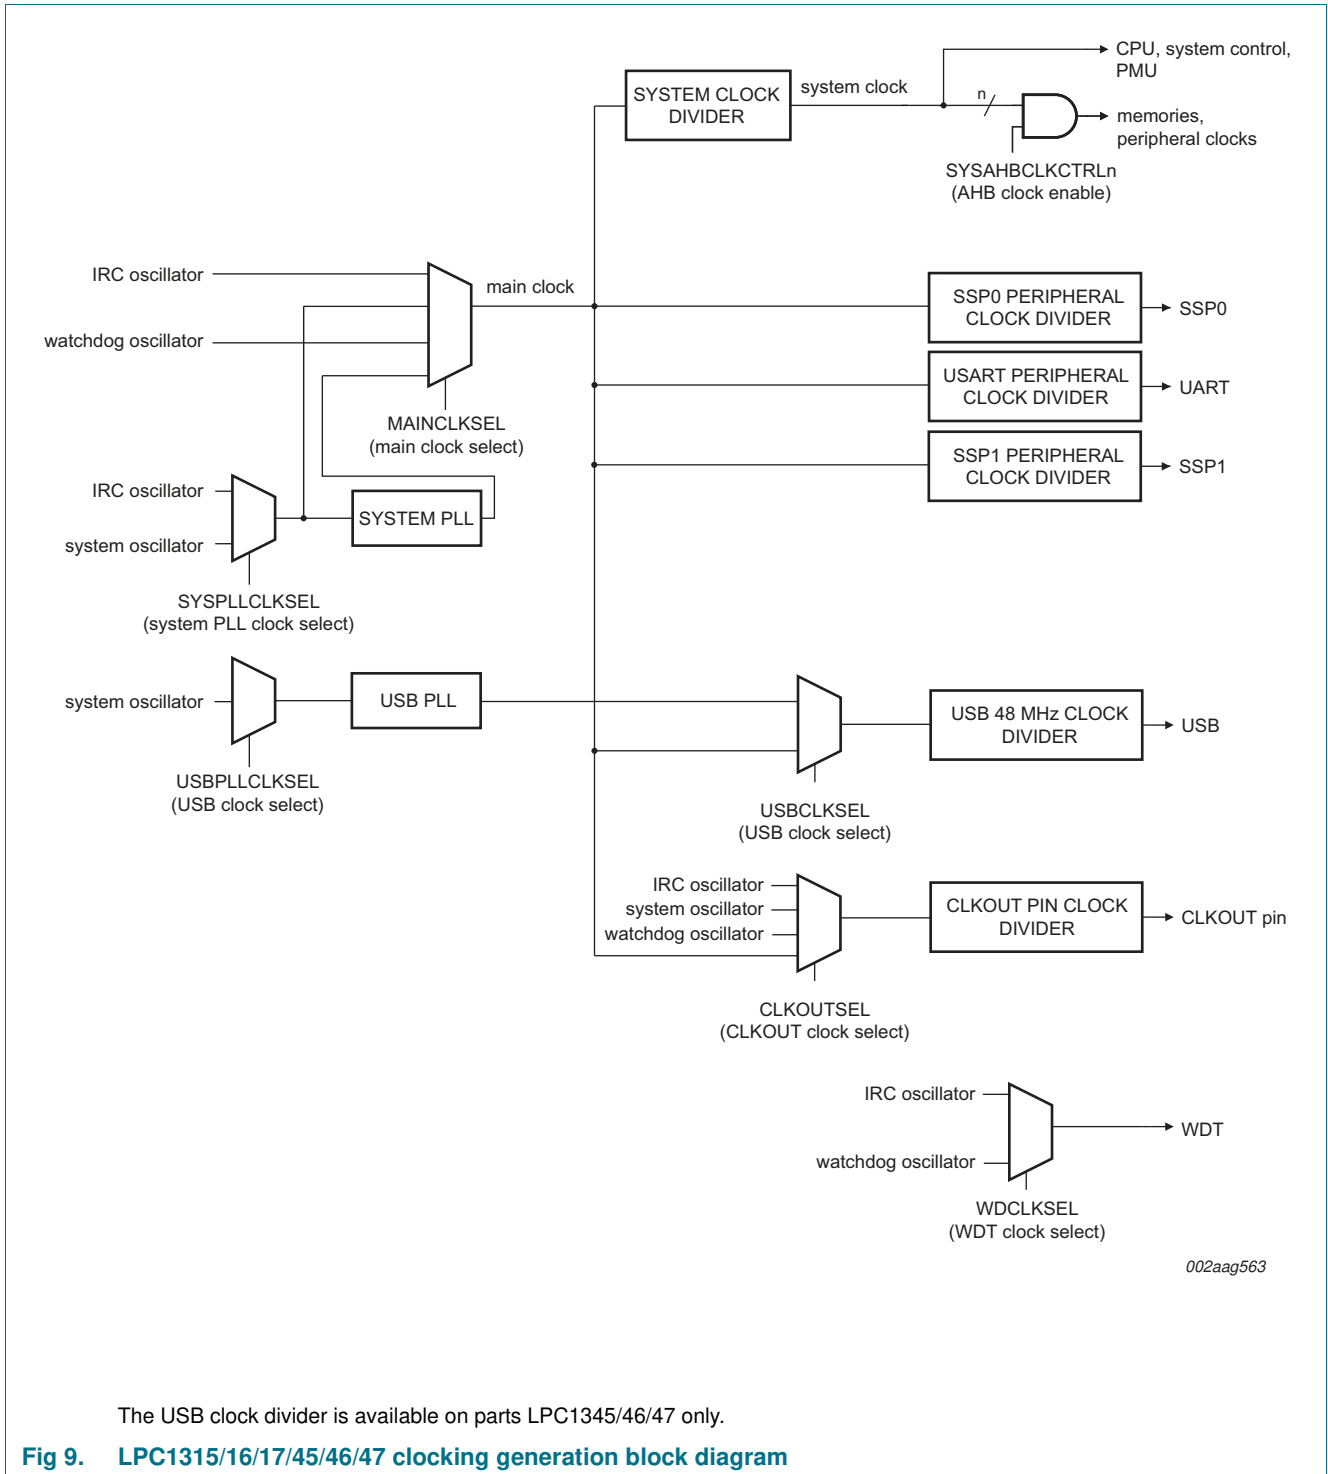 CPU, system control,
PMU
SYSTEM CLOCK
DIVIDER
system clock
n
memories,
peripheral clocks
SYSAHBCLKCTRLn
(AHB clock enable)
IRC oscillator
main clock
watchdog oscillator
MAINCLKSEL
(main clock select)
SSP0 PERIPHERAL
CLOCK DIVIDER
SSP0
USART PERIPHERAL
CLOCK DIVIDER
UART
SSP1 PERIPHERAL
CLOCK DIVIDER
SSP1
IRC oscillator
system oscillator
SYSTEM PLL
SYSPLLCLKSEL
(system PLL clock select)
system oscillator
USB PLL
USBPLLCLKSEL
(USB clock select)
USB 48 MHz CLOCK
DIVIDER
USB
USBCLKSEL
(USB clock select)
IRC oscillator
system oscillator
watchdog oscillator
CLKOUT PIN CLOCK
DIVIDER
CLKOUT pin
CLKOUTSEL
(CLKOUT clock select)
IRC oscillator
watchdog oscillator
WDT
WDCLKSEL
(WDT clock select)
002aag563
The USB clock divider is available on parts LPC1345/46/47 only.
Fig 9. LPC1315/16/17/45/46/47 clocking generation block diagram